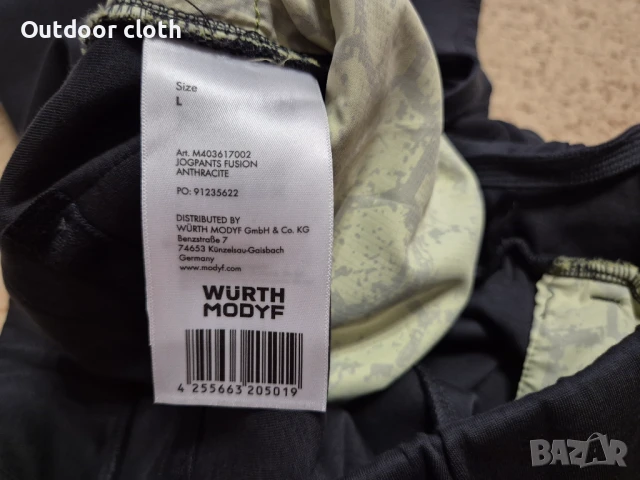 Outdoor cloth
Size
L
Art. M403617002
JOGPANTS FUSION
ANTHRACITE
PO: 91235622
DISTRIBUTED BY
WÜRTH MODYF GmbH & Co. KG
Benzstraße 7
74653 Künzelsau-Gaisbach
Germany
www.modyf.com
WÜRTH
MODYF
4 255663 205019
BAZAR